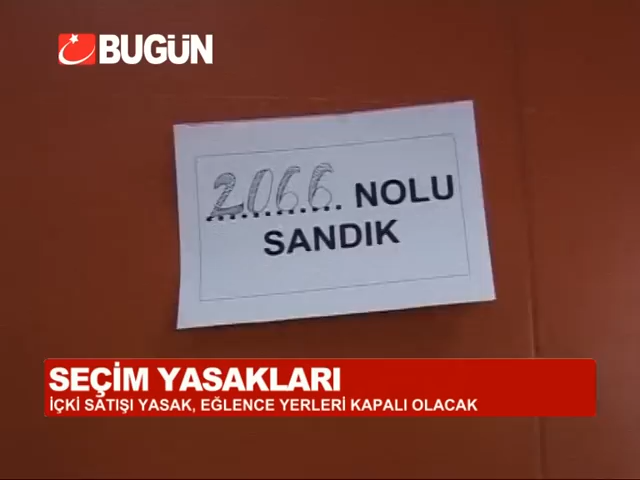 BUGÜN
2066 NOLU
SANDIK
SEÇİM YASAKLARI
İÇKİ SATIŞI YASAK, EĞLENCE YERLERİ KAPALI OLACAK